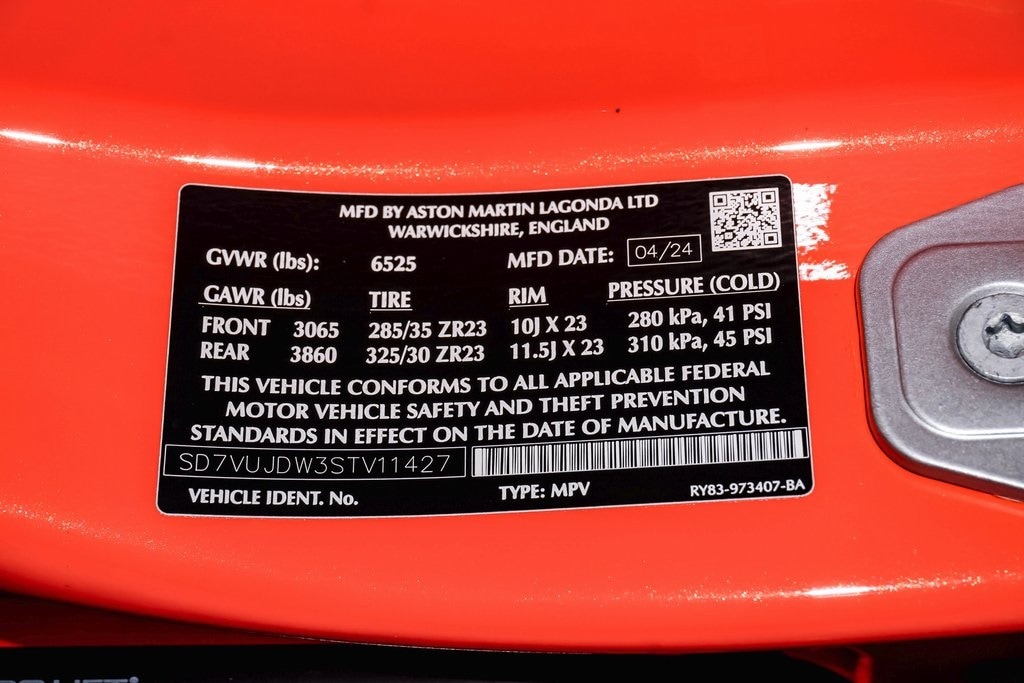 MFD BY ASTON MARTIN LAGONDA LTD
WARWICKSHIRE, ENGLAND
GVWR (lbs): 6525 MFD DATE: 04/24
GAWR (lbs) TIRE RIM PRESSURE (COLD)
FRONT 3065 285/35 ZR23 10J X 23 280 kPa, 41 PSI
REAR 3860 325/30 ZR23 11.5J X 23 310 kPa, 45 PSI
THIS VEHICLE CONFORMS TO ALL APPLICABLE FEDERAL
MOTOR VEHICLE SAFETY AND THEFT PREVENTION
STANDARDS IN EFFECT ON THE DATE OF MANUFACTURE.
SD7VUJDW3STV11427
VEHICLE IDENT. No. TYPE: MPV RY83-973407-BA